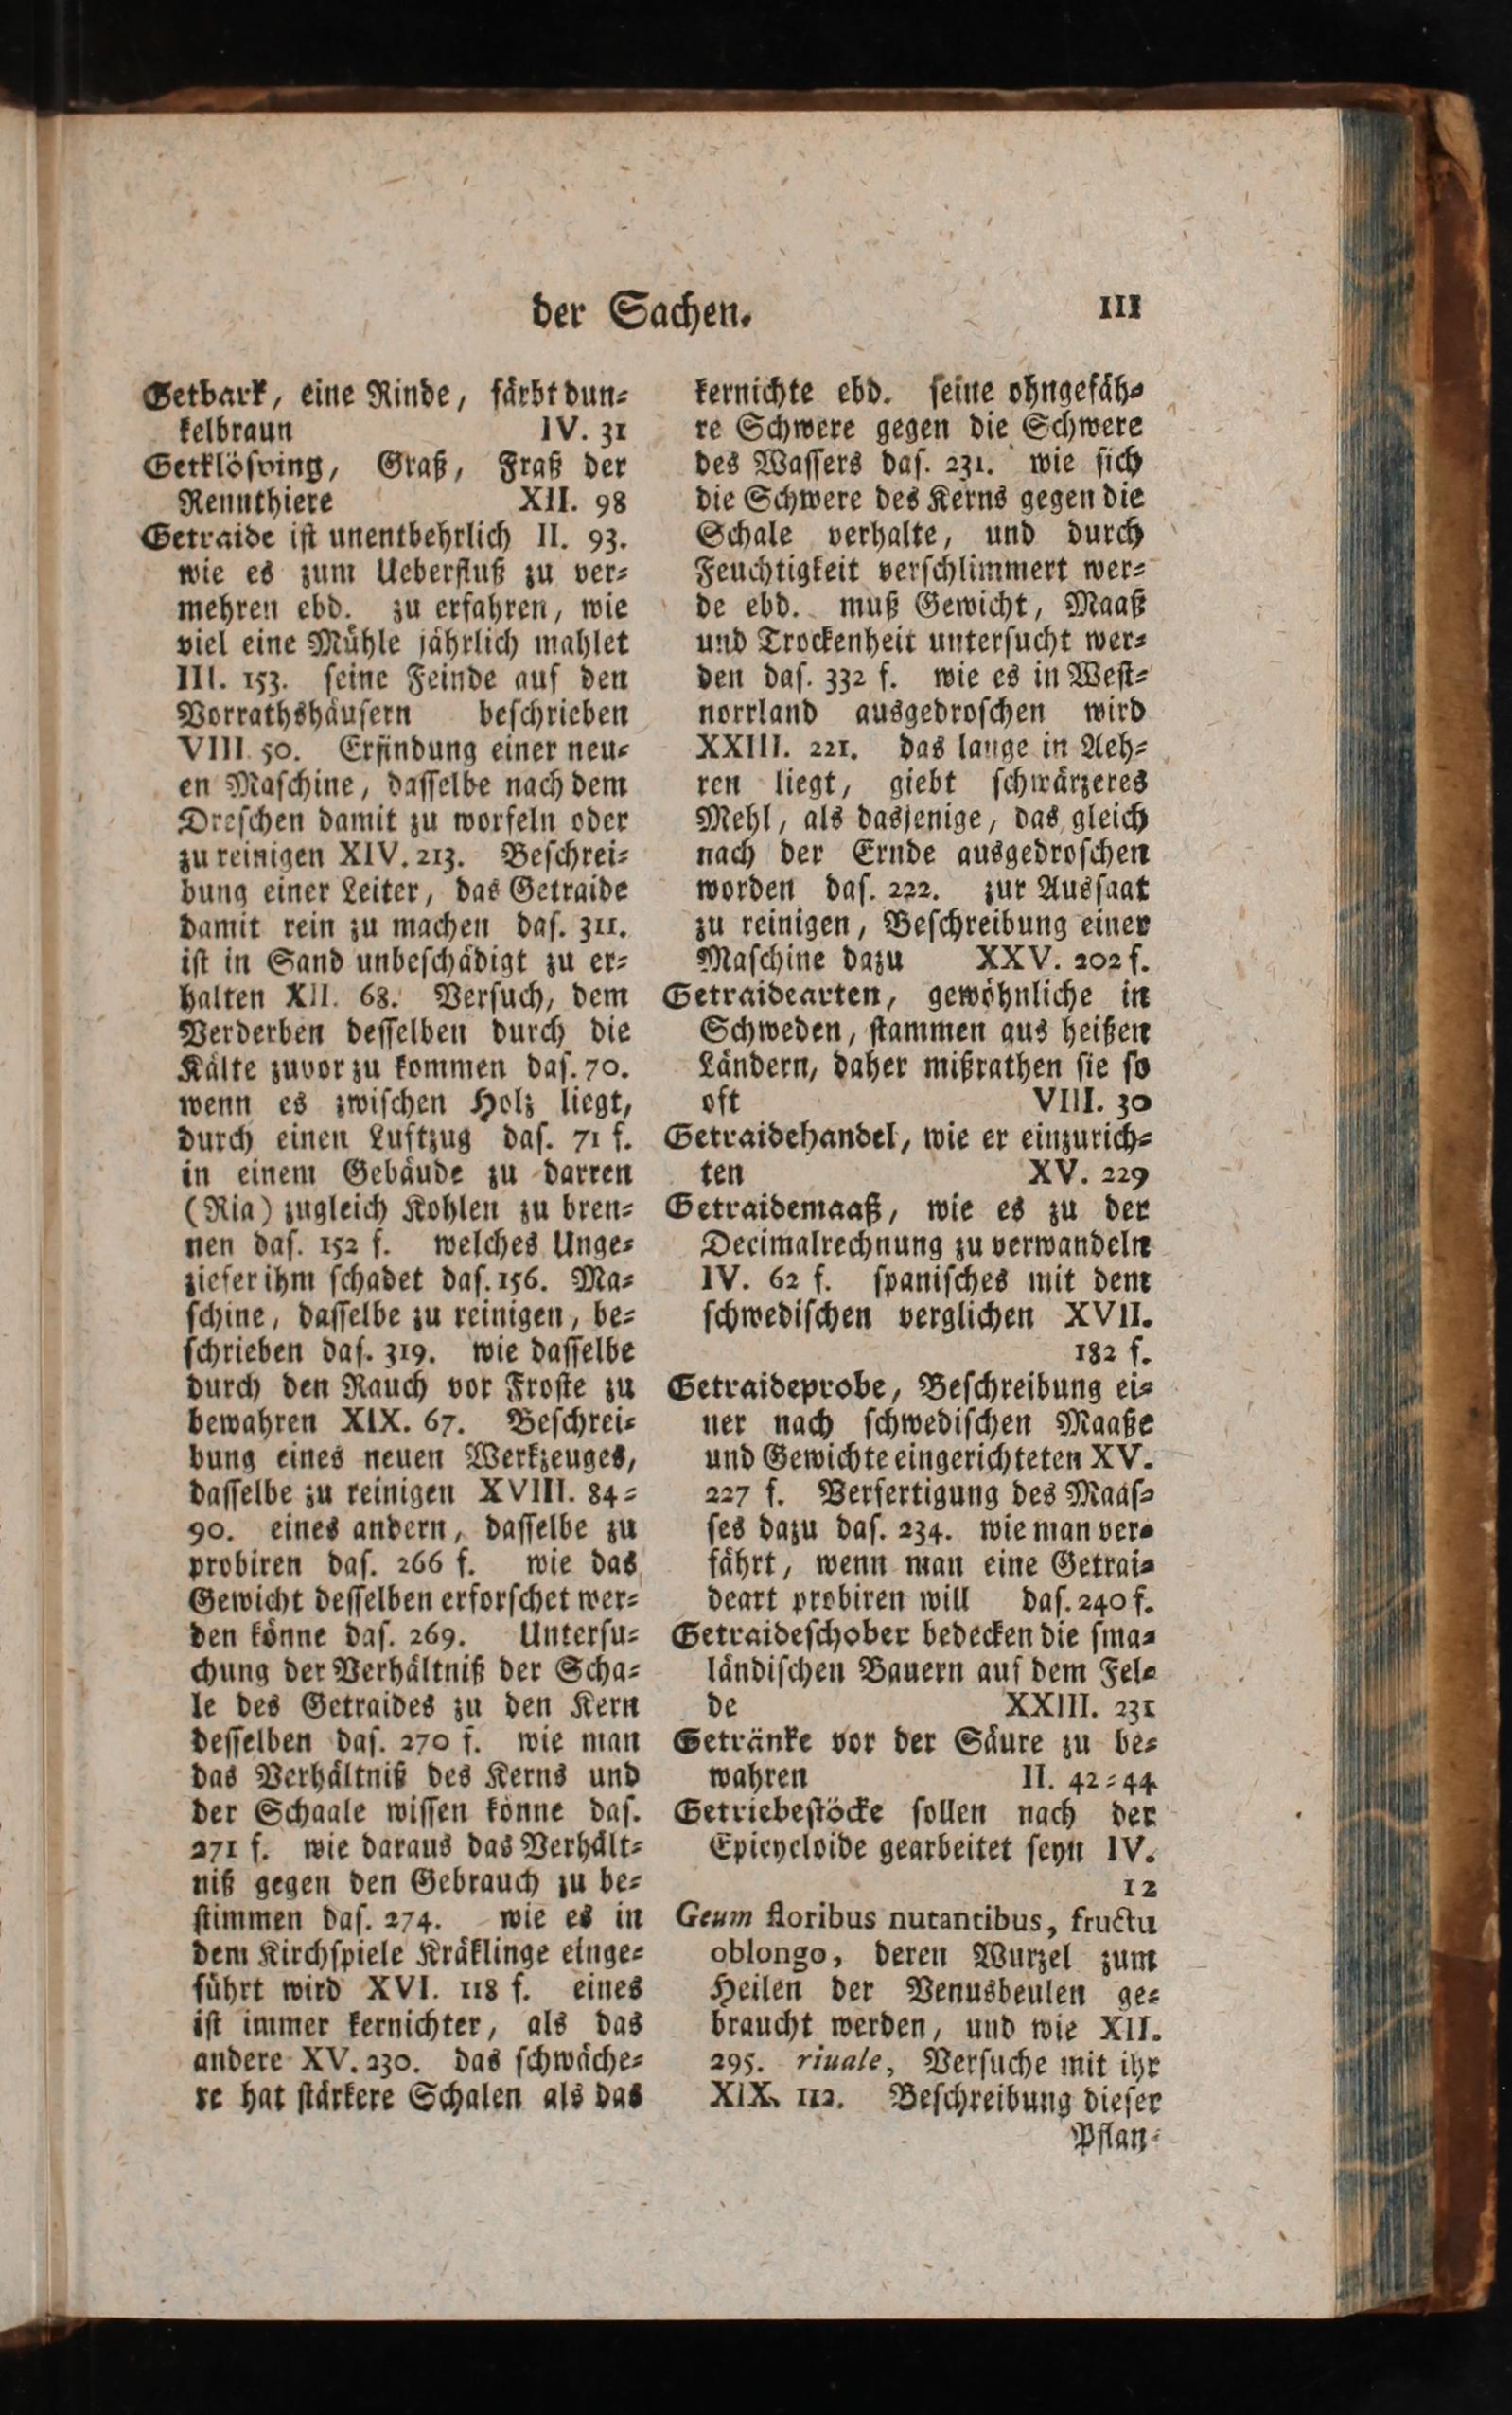 der Sachen. 111
Getbark, eine Rinde, färbt dun⸗
kelbraun IV. 31
Getklöſving, Graß, Fraß der
Rennthiere XII. 98
Getraide iſt unentbehrlich II. 93.
wie es zum Ueberfluß zu ver⸗
mehren ebd. zu erfahren, wie
viel eine Mühle jährlich mahlet
III. 153. ſeine Feinde auf den
Vorrathshäuſern beſchrieben
VIII. 50. Erfindung einer neu⸗
en Maſchine, daſſelbe nach dem
Dreſchen damit zu worfeln oder
zu reinigen XIV. 213. Beſchrei⸗
bung einer Leiter, das Getraide
damit rein zu machen daſ. 311.
iſt in Sand unbeſchädigt zu er⸗
halten XII. 68. Verſuch, dem
Verderben deſſelben durch die
Kälte zuvor zu kommen daſ. 70.
wenn es zwiſchen Holz liegt,
durch einen Luftzug daſ. 71 f.
in einem Gebäude zu darren
(Ria) zugleich Kohlen zu bren⸗
nen daſ. 152 f. welches Unge⸗
ziefer ihm ſchadet daſ. 156. Ma⸗
ſchine, daſſelbe zu reinigen, be⸗
ſchrieben daſ. 319. wie daſſelbe
durch den Rauch vor Froſte zu
bewahren XIX. 67. Beſchrei⸗
bung eines neuen Werkzeuges,
daſſelbe zu reinigen XVIII. 84⸗
90. eines andern, daſſelbe zu
probiren daſ. 266 f. wie das
Gewicht deſſelben erforſchet wer⸗
den könne daſ. 269. Unterſu⸗
chung der Verhältniß der Scha⸗
le des Getraides zu den Kern
deſſelben daſ. 270 f. wie man
das Verhältniß des Kerns und
der Schaale wiſſen könne daſ.
271 f. wie daraus das Verhält⸗
niß gegen den Gebrauch zu be⸗
ſtimmen daſ. 274. wie es in
dem Kirchſpiele Kräklinge einge⸗
führt wird XVI. 118 f. eines
iſt immer kernichter, als das
andere XV. 230. das ſchwäche⸗
re hat ſtärkere Schalen als das
kernichte ebd. ſeine ohngefäh⸗
re Schwere gegen die Schwere
des Waſſers daſ. 231. wie ſich
die Schwere des Kerns gegen die
Schale verhalte, und durch
Feuchtigkeit verſchlimmert wer⸗
de ebd. muß Gewicht, Maaß
und Trockenheit unterſucht wer⸗
den daſ. 332 f. wie es in Weſt⸗
norrland ausgedroſchen wird
XXIII. 221. das lange in Aeh⸗
ren liegt, giebt ſchwärzeres
Mehl, als dasjenige, das gleich
nach der Ernde ausgedroſchen
worden daſ. 222. zur Ausſaat
zu reinigen, Beſchreibung einer
Maſchine dazu XXV. 202 f.
Getraidearten, gewöhnliche in
Schweden, ſtammen aus heißen
Ländern, daher mißrathen ſie ſo
oft VIII. 30
Getraidehandel, wie er einzurich⸗
ten XV. 229
Getraidemaaß, wie es zu der
Decimalrechnung zu verwandeln
IV. 62 f. ſpaniſches mit dem
ſchwediſchen verglichen XVII.
182 f.
Getraideprobe, Beſchreibung ei⸗
ner nach ſchwediſchen Maaße
und Gewichte eingerichteten XV.
227 f. Verfertigung des Maaſ⸗
ſes dazu daſ. 234. wie man ver⸗
fährt, wenn man eine Getrai⸗
deart probiren will daſ. 240 f.
Getraideſchober bedecken die ſma⸗
ländiſchen Bauern auf dem Fel⸗
de XXIII. 231
Getränke vor der Säure zu be⸗
wahren II. 42⸗44
Getriebeſtöcke ſollen nach der
Epicycloide gearbeitet ſeyn IV.
12
Geum floribus nutantibus, fructu
oblongo, deren Wurzel zum
Heilen der Venusbeulen ge⸗
braucht werden, und wie XII.
295. riuale, Verſuche mit ihr
XIX. 112. Beſchreibung dieſer
Pflan⸗